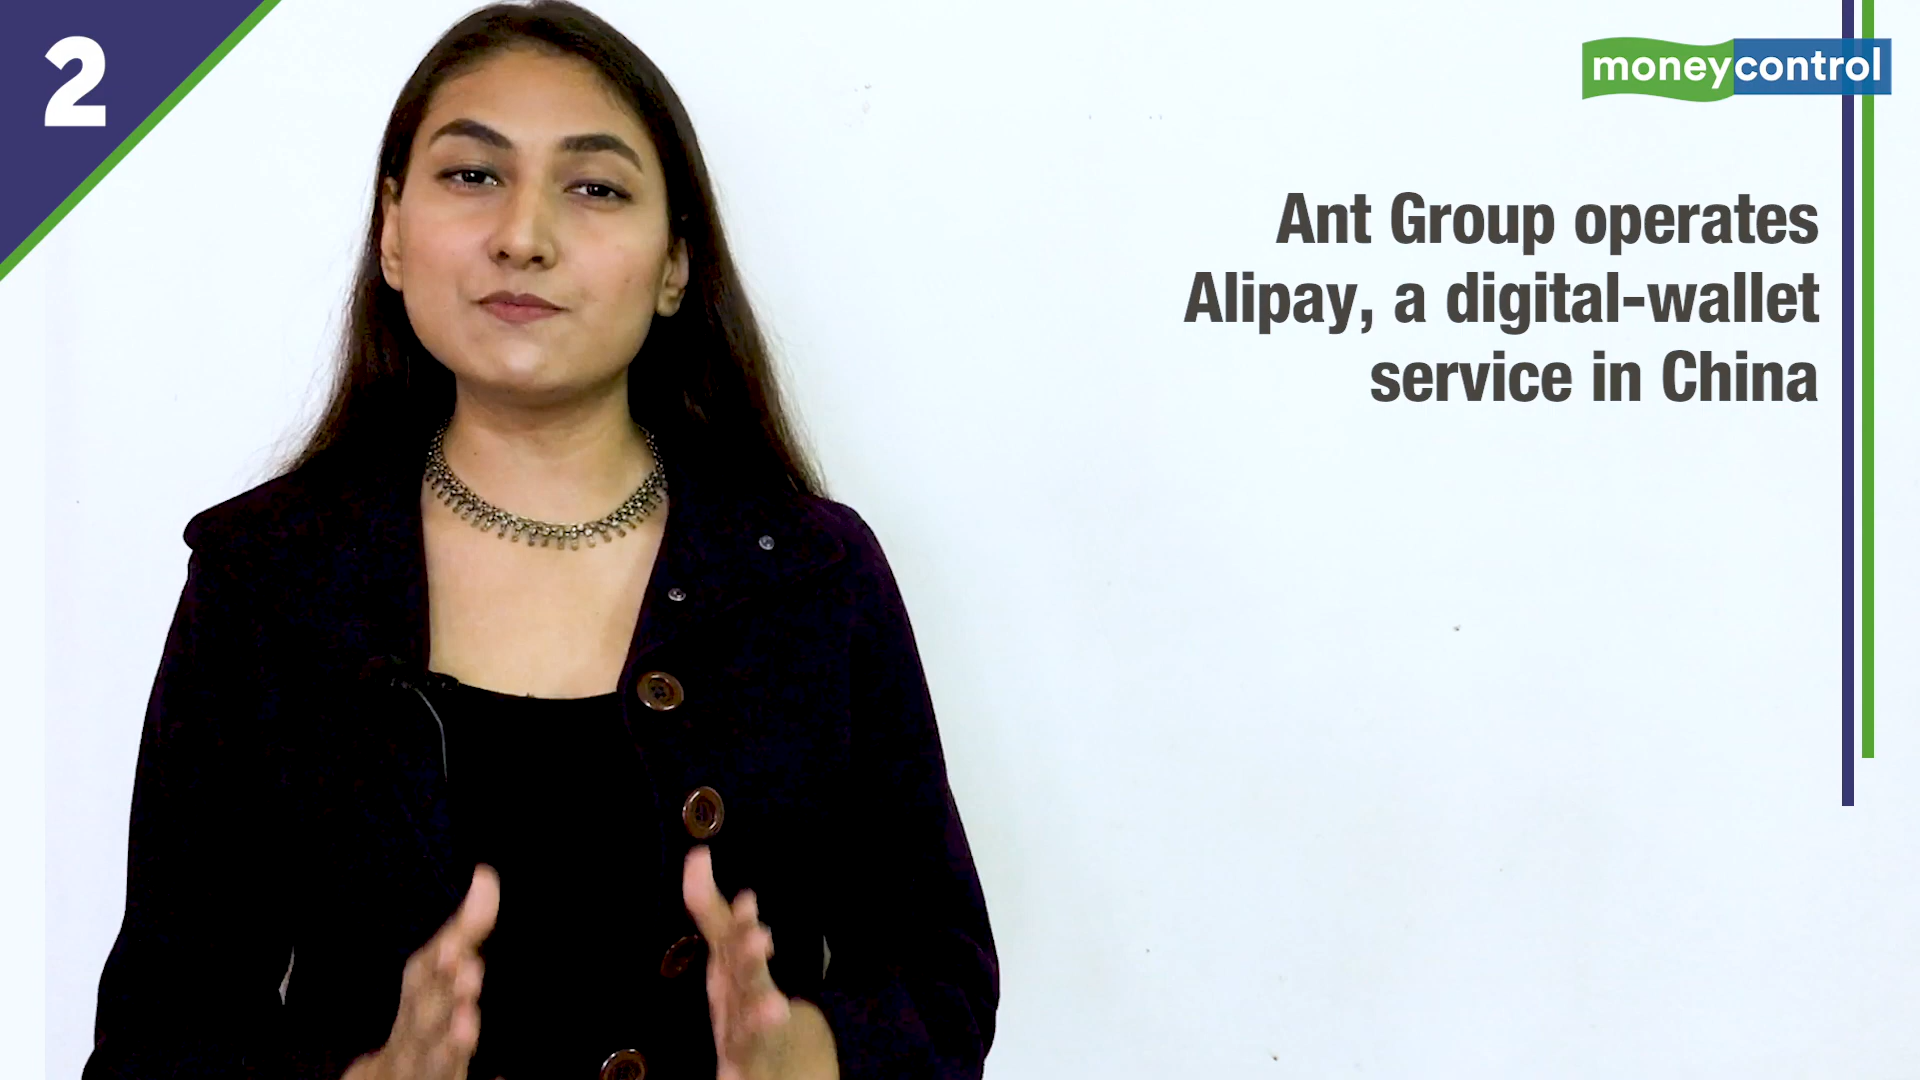 2
moneycontrol
Ant Group operates
Alipay, a digital-wallet
service in China